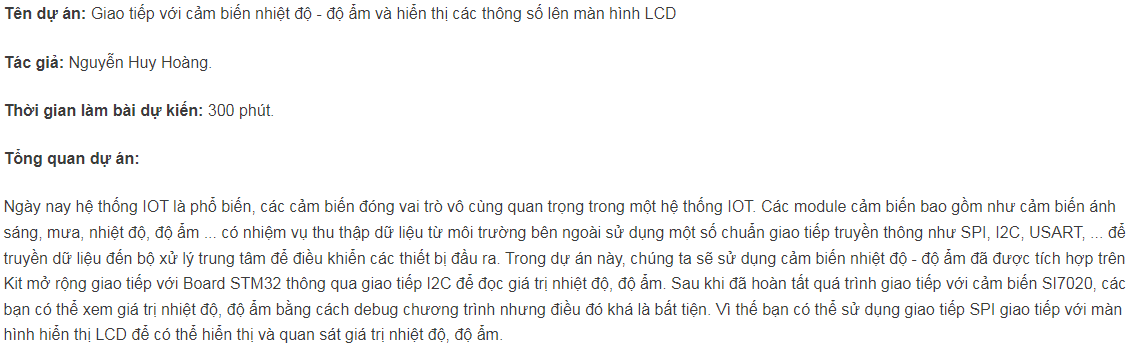 Tên dự án: Giao tiếp với cảm biến nhiệt độ - độ ẩm và hiển thị các thông số lên màn hình LCD
Tác giả: Nguyễn Huy Hoàng.
Thời gian làm bài dự kiến: 300 phút.
Tổng quan dự án:
Ngày nay hệ thống IOT là phổ biến, các cảm biến đóng vai trò vô cùng quan trọng trong một hệ thống IOT. Các module cảm biến bao gồm như cảm biến ánh
sáng, mưa, nhiệt độ, độ ẩm ... có nhiệm vụ thu thập dữ liệu từ môi trường bên ngoài sử dụng một số chuẩn giao tiếp truyền thông như SPI, I2C, USART, ... để
truyền dữ liệu đến bộ xử lý trung tâm để điều khiển các thiết bị đầu ra. Trong dự án này, chúng ta sẽ sử dụng cảm biến nhiệt độ - độ ẩm đã được tích hợp trên
Kit mở rộng giao tiếp với Board STM32 thông qua giao tiếp I2C để đọc giá trị nhiệt độ, độ ẩm. Sau khi đã hoàn tất quá trình giao tiếp với cảm biến SI7020, các
bạn có thể xem giá trị nhiệt độ, độ ẩm bằng cách debug chương trình nhưng điều đó khá là bất tiện. Vì thế bạn có thể sử dụng giao tiếp SPI giao tiếp với màn
hình hiển thị LCD để có thể hiển thị và quan sát giá trị nhiệt độ, độ ẩm.